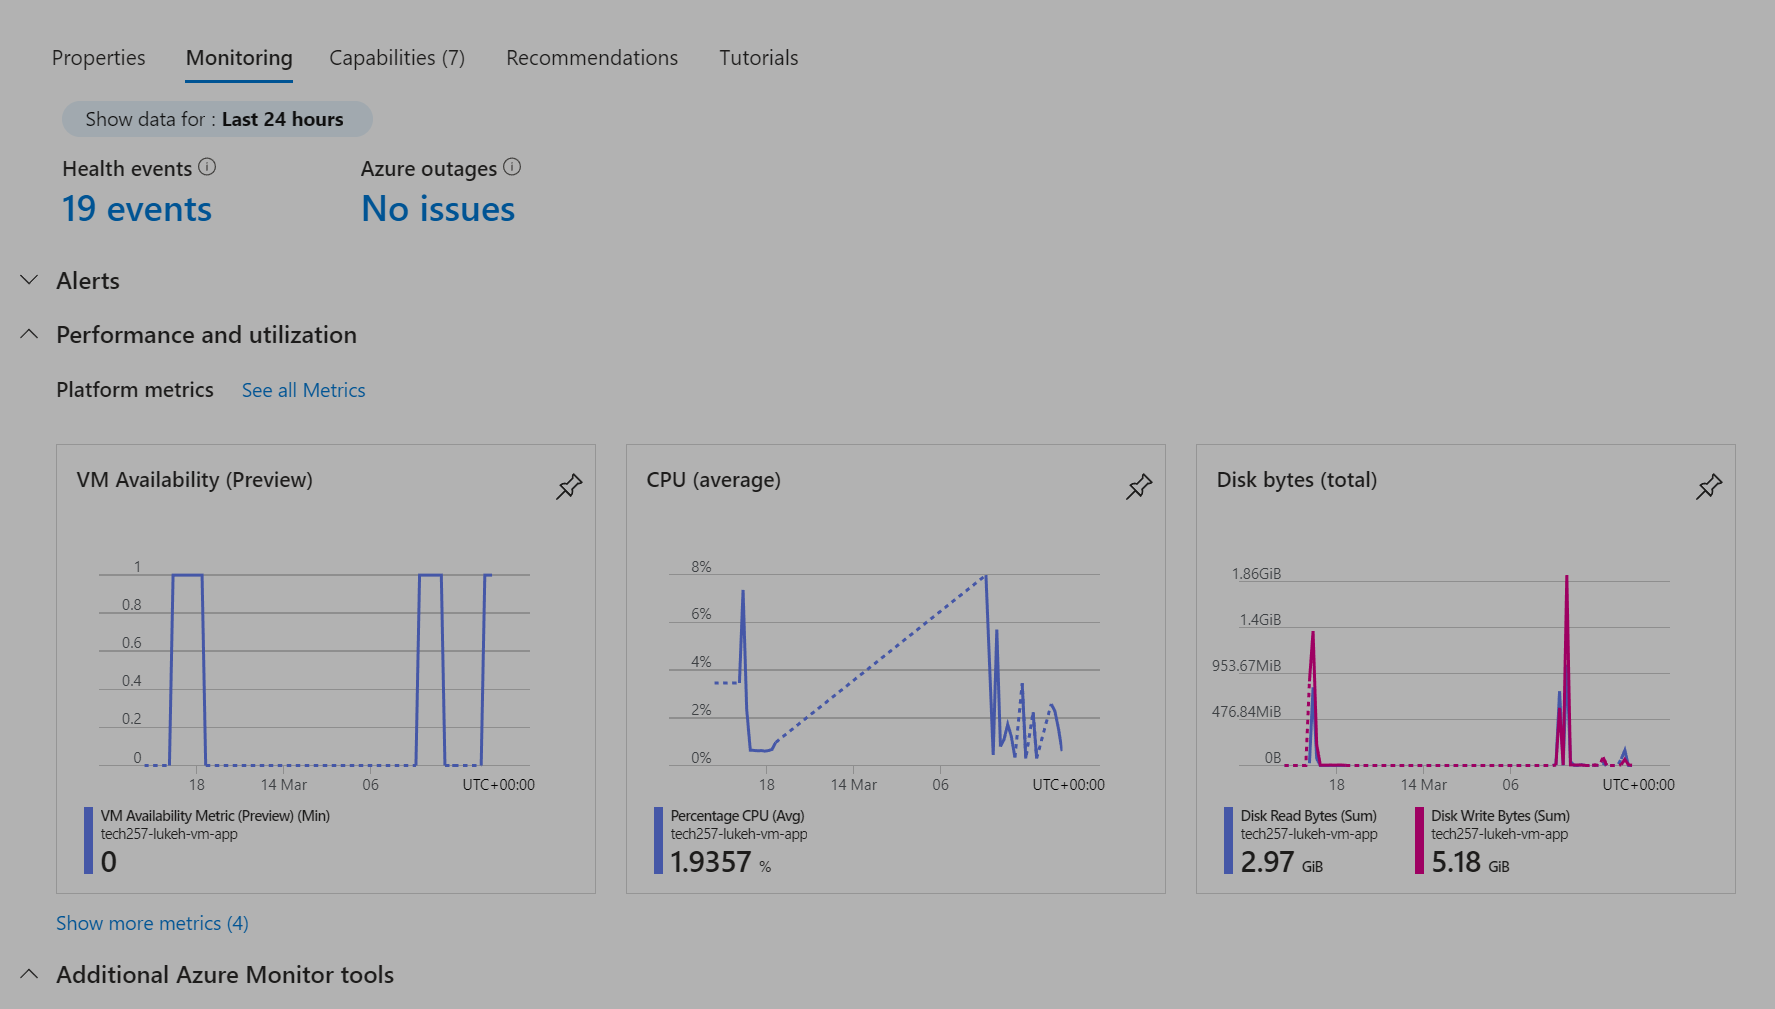 Properties Monitoring Capabilities (7) Recommendations Tutorials
Show data for : Last 24 hours
Health events Azure outages
19 events No issues
Alerts
Performance and utilization
Platform metrics See all Metrics
VM Availability (Preview)
1
0.8
0.6
0.4
0.2
0
18 14 Mar 06 UTC+00:00
VM Availability Metric (Preview) (Min)
tech257-lukeh-vm-app
0
CPU (average)
8%
6%
4%
2%
0%
18 14 Mar 06 UTC+00:00
Percentage CPU (Avg)
tech257-lukeh-vm-app
1.9357 %
Disk bytes (total)
1.86GiB
1.4GiB
953.67MiB
476.84MiB
0B
18 14 Mar 06 UTC+00:00
Disk Read Bytes (Sum)
tech257-lukeh-vm-app
2.97 GiB
Disk Write Bytes (Sum)
tech257-lukeh-vm-app
5.18 GiB
Show more metrics (4)
Additional Azure Monitor tools